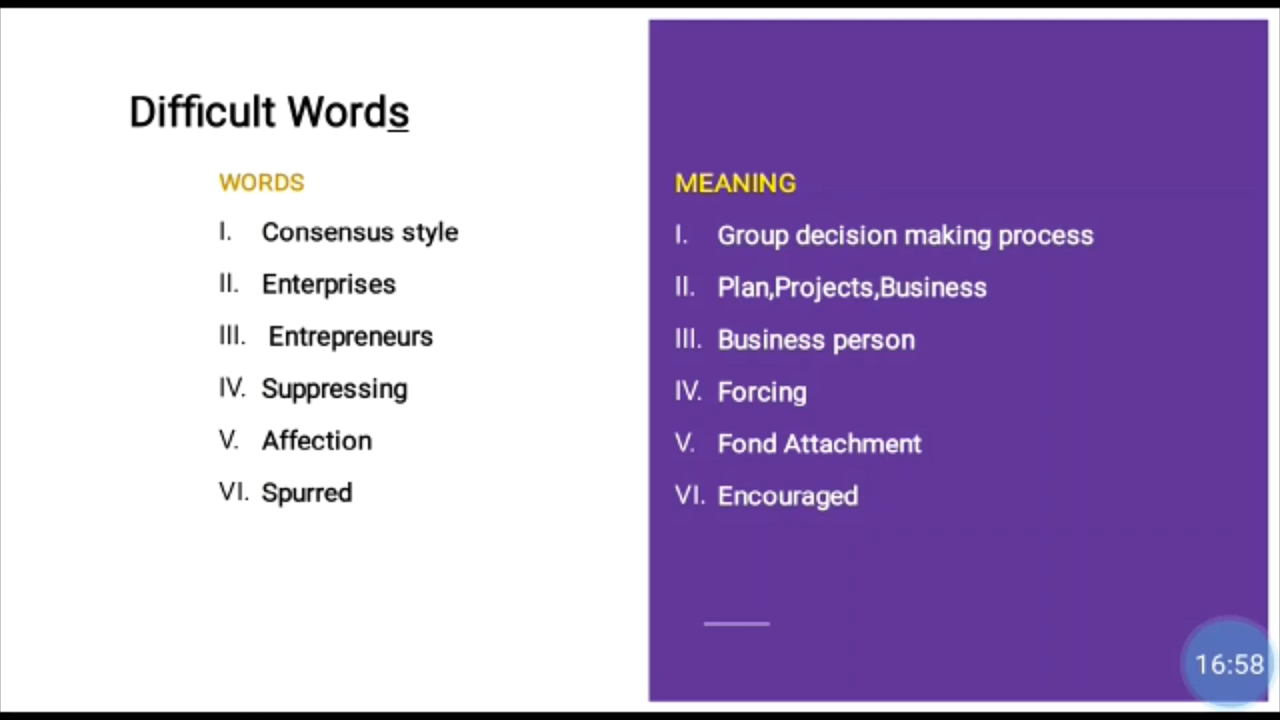 Difficult Words
WORDS
I. Consensus style
II. Enterprises
III. Entrepreneurs
IV. Suppressing
V. Affection
VI. Spurred
MEANING
I. Group decision making process
II. Plan,Projects,Business
III. Business person
IV. Forcing
V. Fond Attachment
VI. Encouraged
16:58